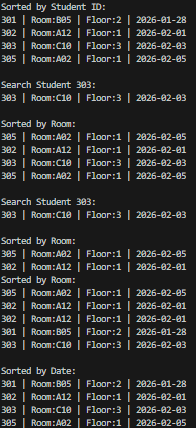 Sorted by Student ID:
301 | Room:B05 | Floor:2 | 2026-01-28
302 | Room:A12 | Floor:1 | 2026-02-01
303 | Room:C10 | Floor:3 | 2026-02-03
305 | Room:A02 | Floor:1 | 2026-02-05
Search Student 303:
303 | Room:C10 | Floor:3 | 2026-02-03
Sorted by Room:
305 | Room:A02 | Floor:1 | 2026-02-05
302 | Room:A12 | Floor:1 | 2026-02-01
303 | Room:C10 | Floor:3 | 2026-02-03
305 | Room:A02 | Floor:1 | 2026-02-05
Search Student 303:
303 | Room:C10 | Floor:3 | 2026-02-03
Sorted by Room:
305 | Room:A02 | Floor:1 | 2026-02-05
302 | Room:A12 | Floor:1 | 2026-02-01
Sorted by Room:
305 | Room:A02 | Floor:1 | 2026-02-05
302 | Room:A12 | Floor:1 | 2026-02-01
302 | Room:A12 | Floor:1 | 2026-02-01
301 | Room:B05 | Floor:2 | 2026-01-28
303 | Room:C10 | Floor:3 | 2026-02-03
Sorted by Date:
301 | Room:B05 | Floor:2 | 2026-01-28
302 | Room:A12 | Floor:1 | 2026-02-01
303 | Room:C10 | Floor:3 | 2026-02-03
305 | Room:A02 | Floor:1 | 2026-02-05